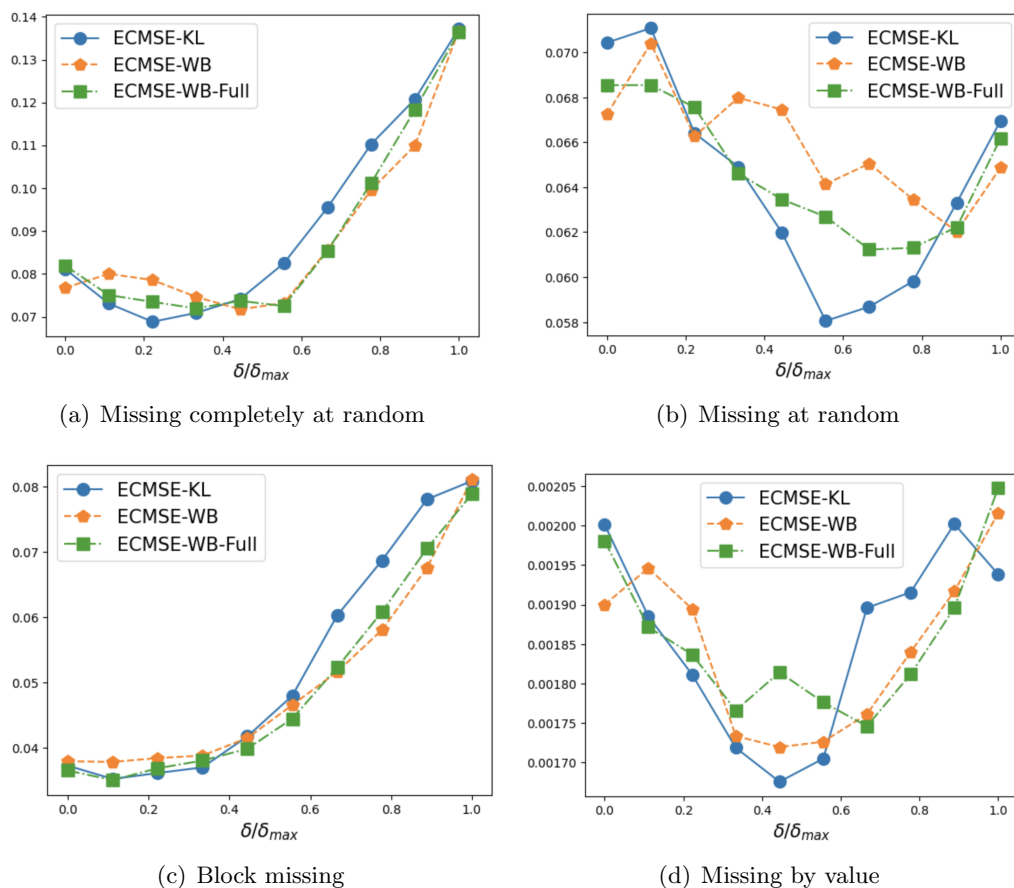 0.14
0.13
0.12
0.11
0.10
0.09
0.08
0.07
ECMSE-KL
ECMSE-WB
ECMSE-WB-Full
0.0 0.2 0.4 0.6 0.8 1.0
δ/δmax
(a) Missing completely at random
0.070
0.068
0.066
0.064
0.062
0.060
0.058
ECMSE-KL
ECMSE-WB
ECMSE-WB-Full
0.0 0.2 0.4 0.6 0.8 1.0
δ/δmax
(b) Missing at random
0.08
0.07
0.06
0.05
0.04
ECMSE-KL
ECMSE-WB
ECMSE-WB-Full
0.0 0.2 0.4 0.6 0.8 1.0
δ/δmax
(c) Block missing
0.00205
0.00200
0.00195
0.00190
0.00185
0.00180
0.00175
0.00170
ECMSE-KL
ECMSE-WB
ECMSE-WB-Full
0.0 0.2 0.4 0.6 0.8 1.0
δ/δmax
(d) Missing by value